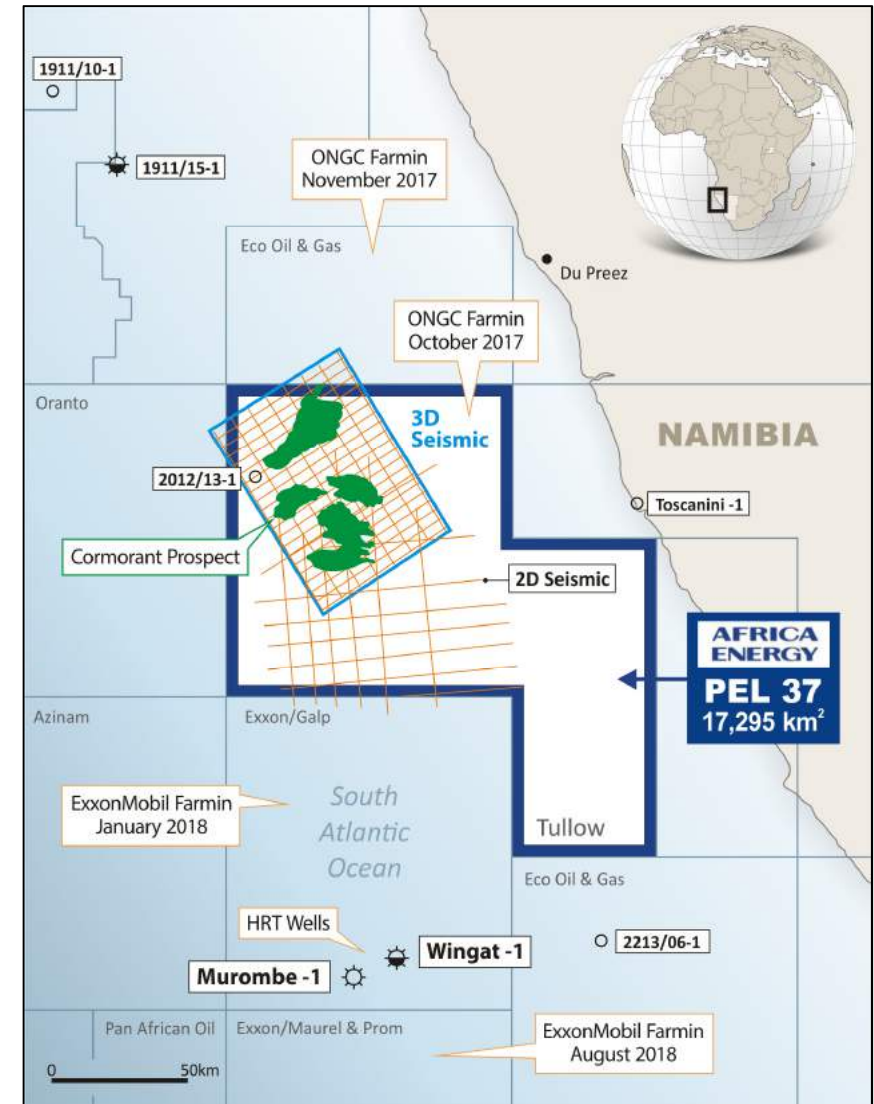 1911/10-1
1911/15-1
ONGC Farmin
November 2017
Eco Oil & Gas
Du Preez
ONGC Farmin
October 2017
Oranto
3D
Seismic
NAMIBIA
2012/13-1
Toscanini -1
Cormorant Prospect
2D Seismic
AFRICA
ENERGY
PEL 37
17,295 km²
Azinam
Exxon/Galp
ExxonMobil Farmin
January 2018
South
Atlantic
Ocean
Tullow
Eco Oil & Gas
HRT Wells
Wingat -1
2213/06-1
Murombe -1
Pan African Oil
Exxon/Maurel & Prom
ExxonMobil Farmin
August 2018
0 50km